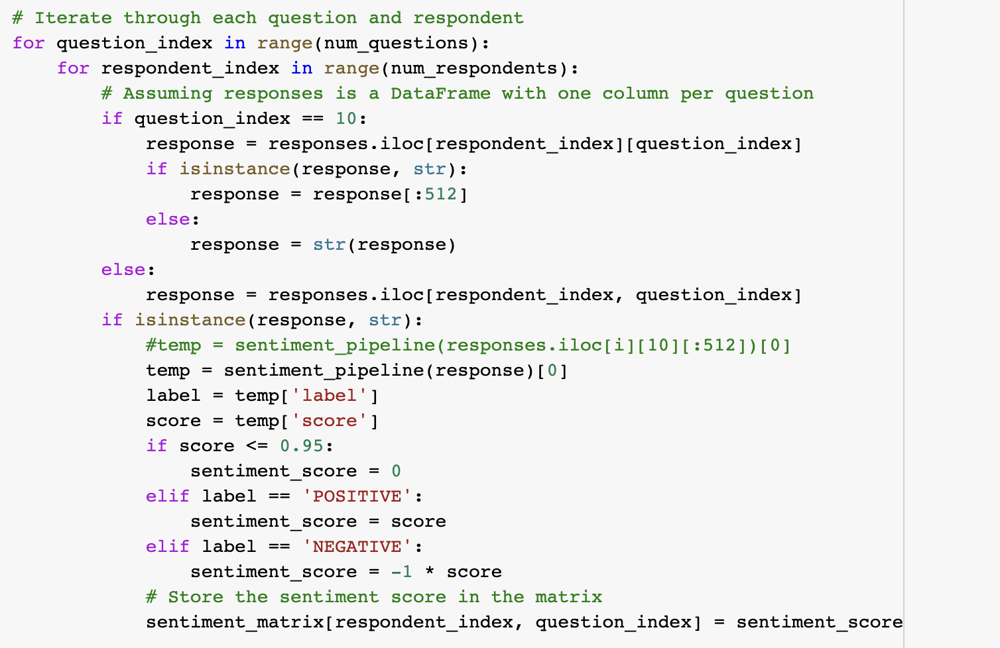 # Iterate through each question and respondent
for question_index in range(num_questions):
    for respondent_index in range(num_respondents):
        # Assuming responses is a DataFrame with one column per question
        if question_index == 10:
            response = responses.iloc[respondent_index][question_index]
            if isinstance(response, str):
                response = response[:512]
            else:
                response = str(response)
        else:
            response = responses.iloc[respondent_index, question_index]
        if isinstance(response, str):
            #temp = sentiment_pipeline(responses.iloc[i][10][:512])[0]
            temp = sentiment_pipeline(response)[0]
            label = temp['label']
            score = temp['score']
            if score <= 0.95:
                sentiment_score = 0
            elif label == 'POSITIVE':
                sentiment_score = score
            elif label == 'NEGATIVE':
                sentiment_score = -1 * score
            # Store the sentiment score in the matrix
            sentiment_matrix[respondent_index, question_index] = sentiment_score